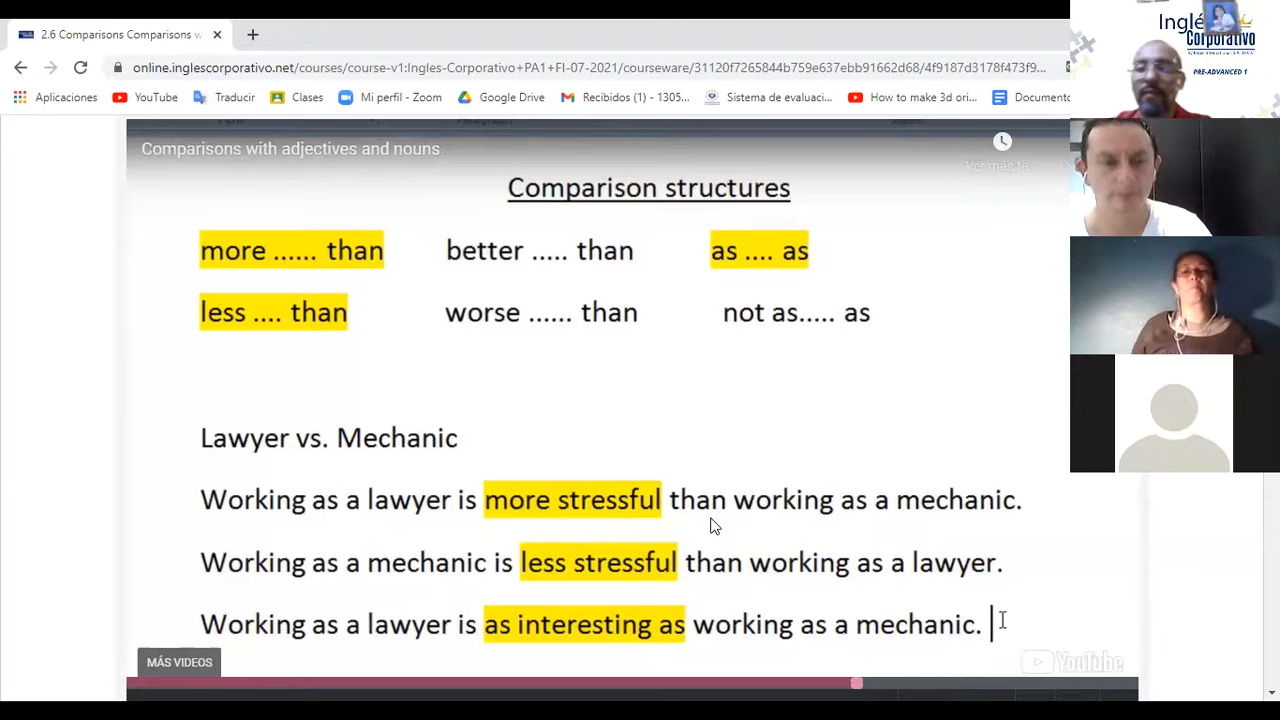 2.6 Comparisons Comparisons w
online.inglescorporativo.net/courses/course-v1:Ingles-Corporativo+PA1+FI-07-2021/courseware/31120f7265844b759e637ebb91662d68/4f9187d3178f473f9...
Aplicaciones YouTube Traducir Clases Mi perfil - Zoom Google Drive Recibidos (1) - 1305... Sistema de evaluaci... How to make 3d ori... Documento
Inglé
Corporativo
PRE-ADVANCED 1
Comparisons with adjectives and nouns
Ver más ta
Comparison structures
more ...... than better ..... than as .... as
less .... than worse ...... than not as..... as
Lawyer vs. Mechanic
Working as a lawyer is more stressful than working as a mechanic.
Working as a mechanic is less stressful than working as a lawyer.
Working as a lawyer is as interesting as working as a mechanic.
MÁS VIDEOS
YouTube